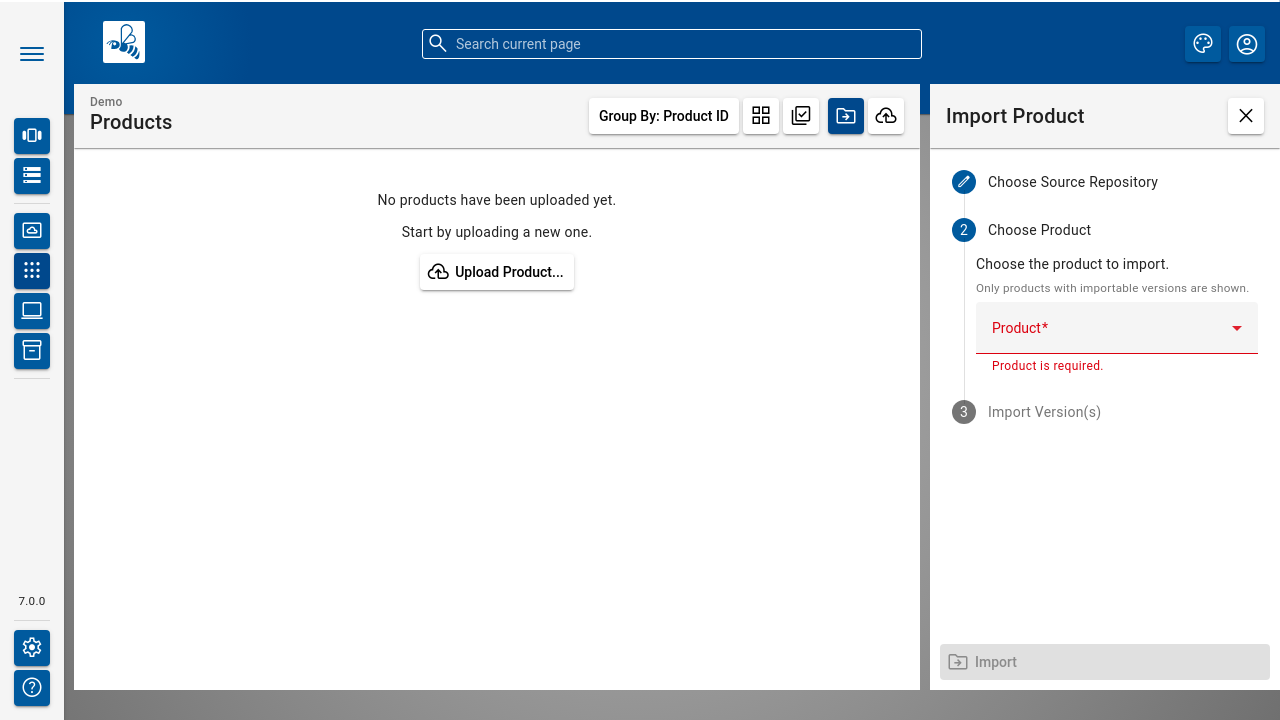 Search current page
Demo
Products
Group By: Product ID
No products have been uploaded yet.
Start by uploading a new one.
Upload Product...
Import Product
Choose Source Repository
2
Choose Product
Choose the product to import.
Only products with importable versions are shown.
Product*
Product is required.
3
Import Version(s)
Import
7.0.0